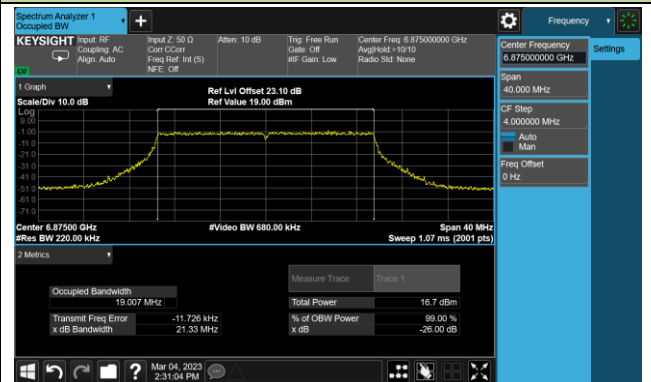 Spectrum Analyzer 1
Occupied BW
Frequency
KEYSIGHT
Input: RF
Coupling: AC
Align: Auto
Input Z: 50 Ω
Corr CCorr
Freq Ref: Int (S)
NFE: Off
Atten: 10 dB
Trig: Free Run
Gate: Off
#IF Gain: Low
Center Freq: 6.875000000 GHz
Avg|Hold:>10/10
Radio Std: None
Center Frequency
6.875000000 GHz
Settings
Span
40.000 MHz
CF Step
4.000000 MHz
Auto
Man
Freq Offset
0 Hz
1 Graph
Scale/Div 10.0 dB
Ref Lvl Offset 23.10 dB
Ref Value 19.00 dBm
Log
9.00
-1.00
-11.0
-21.0
-31.0
-41.0
-51.0
-61.0
-71.0
Center 6.87500 GHz
#Res BW 220.00 kHz
#Video BW 680.00 kHz
Span 40 MHz
Sweep 1.07 ms (2001 pts)
2 Metrics
Measure Trace
Trace 1
Occupied Bandwidth
19.007 MHz
Total Power
16.7 dBm
Transmit Freq Error
-11.726 kHz
% of OBW Power
99.00 %
x dB Bandwidth
21.33 MHz
x dB
-26.00 dB
?
Mar 04, 2023
2:31:04 PM